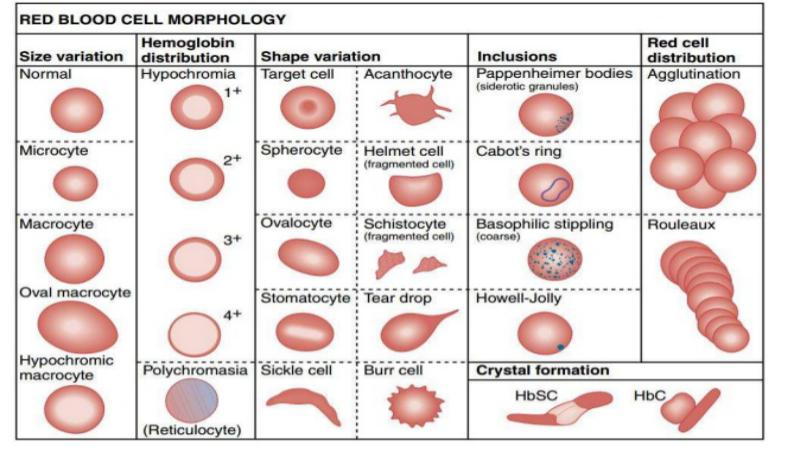 RED BLOOD CELL MORPHOLOGY
Size variation
Hemoglobin
distribution
Shape variation
Inclusions
Red cell
distribution
Normal
Hypochromia
1+
Target cell
Acanthocyte
Pappenheimer bodies
(siderotic granules)
Agglutination
Microcyte
2+
Spherocyte
Helmet cell
(fragmented cell)
Cabot's ring
Macrocyte
3+
Ovalocyte
Schistocyte
(fragmented cell)
Basophilic stippling
(coarse)
Rouleaux
Oval macrocyte
4+
Stomatocyte
Tear drop
Howell-Jolly
Hypochromic
macrocyte
Polychromasia
(Reticulocyte)
Sickle cell
Burr cell
Crystal formation
HbSC
HbC